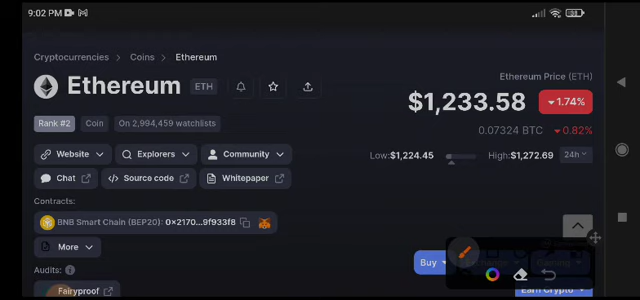 9:02 PM
Cryptocurrencies > Coins > Ethereum
Ethereum ETH
Ethereum Price (ETH)
$1,233.58 1.74%
Rank #2 Coin On 2,994,459 watchlists
0.07324 BTC 0.82%
Website Explorers Community
Low:$1,224.45 High:$1,272.69 24h
Chat Source code Whitepaper
Contracts:
BNB Smart Chain (BEP20): 0x2170...9f933f8
More
Buy
Audits:
Fairyproof
Earn Crypto